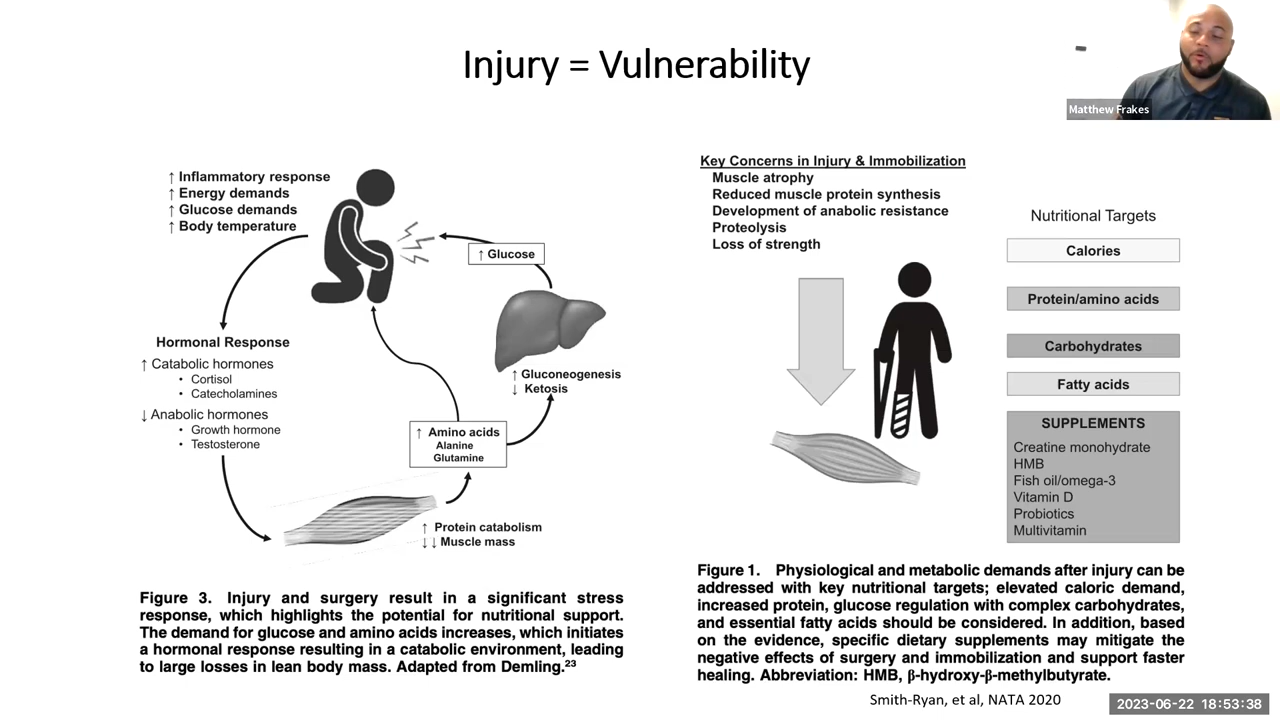 Injury = Vulnerability
Matthew Frakes
↑ Inflammatory response
↑ Energy demands
↑ Glucose demands
↑ Body temperature
↑ Glucose
Hormonal Response
↑ Catabolic hormones
• Cortisol
• Catecholamines
↓ Anabolic hormones
• Growth hormone
• Testosterone
↑ Gluconeogenesis
↓ Ketosis
↑ Amino acids
Alanine
Glutamine
↑ Protein catabolism
↓↓ Muscle mass
Figure 3. Injury and surgery result in a significant stress
response, which highlights the potential for nutritional support.
The demand for glucose and amino acids increases, which initiates
a hormonal response resulting in a catabolic environment, leading
to large losses in lean body mass. Adapted from Demling.23
Key Concerns in Injury & Immobilization
Muscle atrophy
Reduced muscle protein synthesis
Development of anabolic resistance
Proteolysis
Loss of strength
Nutritional Targets
Calories
Protein/amino acids
Carbohydrates
Fatty acids
SUPPLEMENTS
Creatine monohydrate
HMB
Fish oil/omega-3
Vitamin D
Probiotics
Multivitamin
Figure 1. Physiological and metabolic demands after injury can be
addressed with key nutritional targets; elevated caloric demand,
increased protein, glucose regulation with complex carbohydrates,
and essential fatty acids should be considered. In addition, based
on the evidence, specific dietary supplements may mitigate the
negative effects of surgery and immobilization and support faster
healing. Abbreviation: HMB, β-hydroxy-β-methylbutyrate.
Smith-Ryan, et al, NATA 2020
2023-06-22 18:53:38